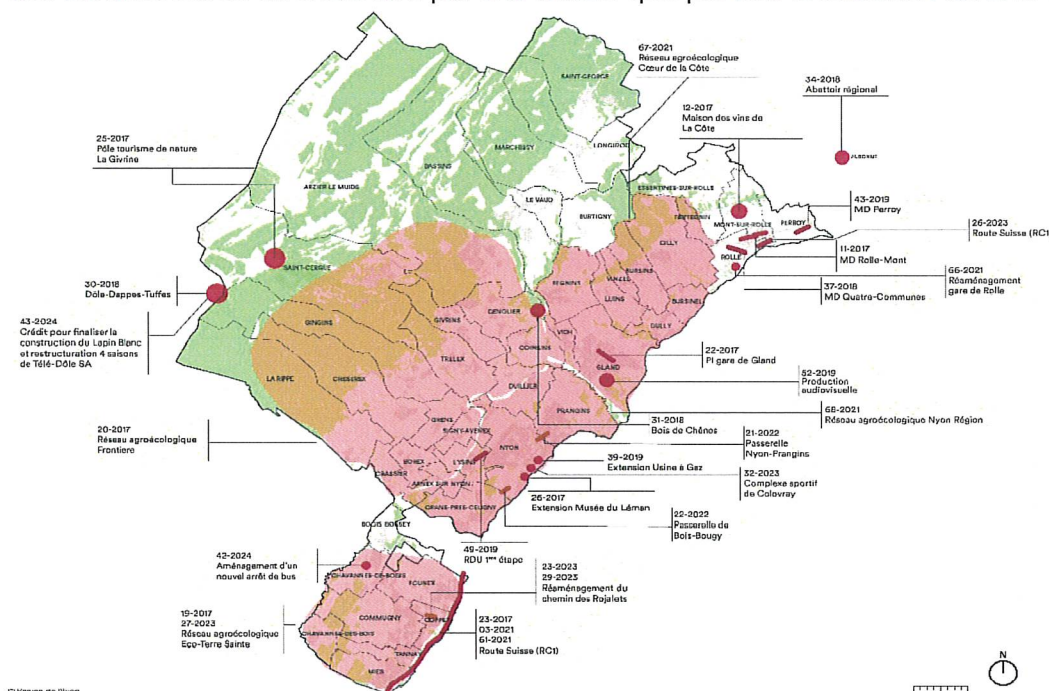 67-2021
Réseau agroécologique
Cœur de la Côte
34-2018
Abattoir régional
12-2017
Maison des vins de
La Côte
25-2017
Pôle tourisme de nature
La Givrine
43-2019
MD Perroy
26-2023
Route Suisse (RC1
11-2017
MD Rolle-Mont
66-2021
Réaménagement
gare de Rolle
37-2018
MD Quatre-Communes
30-2018
Dôle-Dappes-Tuffes
43-2024
Crédit pour finaliser la
construction du Lapin Blanc
et restructuration 4 saisons
de Télé-Dôle SA
22-2017
PI gare de Gland
52-2019
Production
audiovisuelle
68-2021
Réseau agroécologique Nyon Région
31-2018
Bois de Chênes
21-2022
Passerelle
Nyon-Prangins
20-2017
Réseau agroécologique
Frontière
39-2019
Extension Usine à Gaz
32-2023
Complexe sportif
de Colovray
26-2017
Extension Musée du Léman
22-2022
Passerelle de
Bois-Bougy
49-2019
RDU 1ère étape
42-2024
Aménagement d'un
nouvel arrêt de bus
23-2023
29-2023
Réaménagement du
chemin des Rojalets
19-2017
27-2023
Réseau agroécologique
Eco-Terre Sainte
23-2017
03-2021
61-2021
Route Suisse (RC1)
SAINT-GEORGE
MARCHISSY
LONGIROD
BASSINS
ARZIER-LE MUIDS
LE VAUD
BURTIGNY
ESSERTINES-SUR-ROLLE
MONT-SUR-ROLLE
PERROY
ROLLE
GILLY
BURSINS
VINZEL
LUINS
BURSINEL
DULLY
BEGNINS
SAINT-CERGUE
GENOLIER
GIVRINS
GINGINS
TRELEX
COINSINS
VICH
GLAND
LA RIPPE
CHESEREX
DUILLIER
PRANGINS
GRENS
SIGNY-AVENEX
NYON
EYSINS
BOREX
CRASSIER
ARNEX-SUR-NYON
CRANS-PRÈS-CÉLIGNY
BOGIS-BOSSEY
CHAVANNES-DE-BOGIS
FOUNEX
COMMUGNY
COPPET
CHAVANNES-DES-BOIS
TANNAY
MIES
N